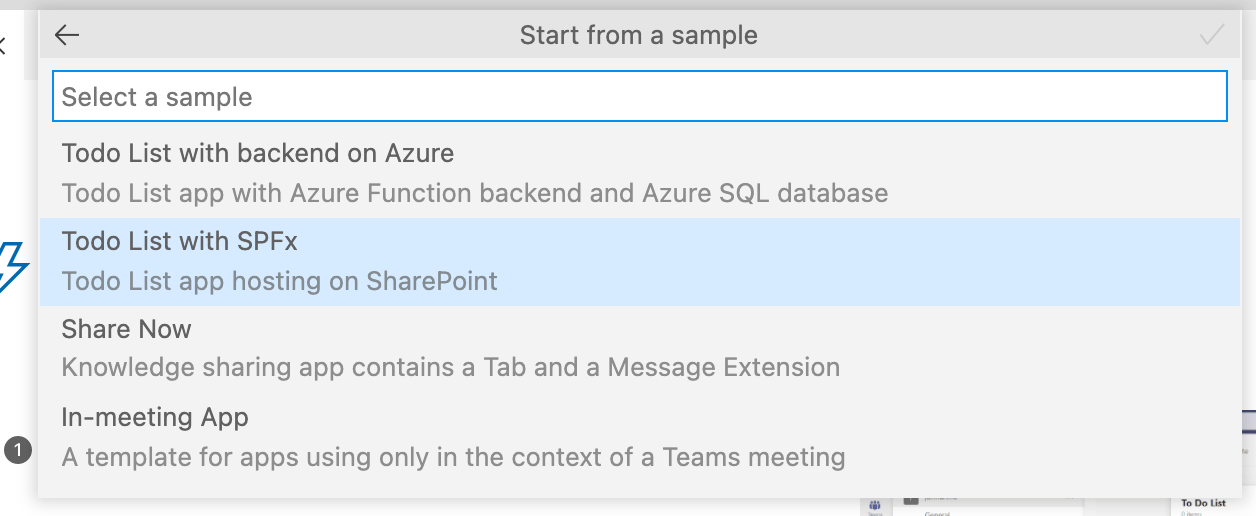 Start from a sample
Select a sample
Todo List with backend on Azure
Todo List app with Azure Function backend and Azure SQL database
Todo List with SPFx
Todo List app hosting on SharePoint
Share Now
Knowledge sharing app contains a Tab and a Message Extension
In-meeting App
1
A template for apps using only in the context of a Teams meeting
To Do List
General